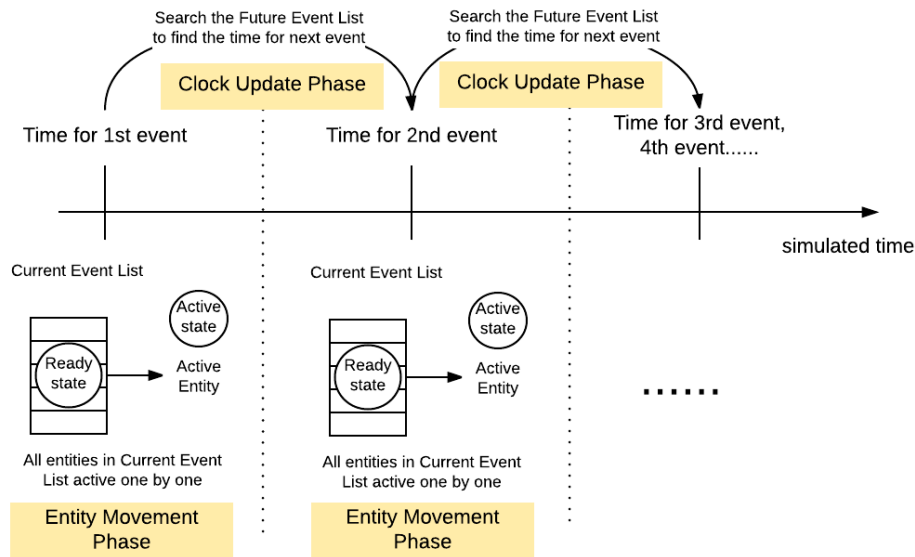 Search the Future Event List
to find the time for next event
Search the Future Event List
to find the time for next event
Clock Update Phase
Clock Update Phase
Time for 1st event
Time for 2nd event
Time for 3rd event,
4th event......
simulated time
Current Event List
Active
state
Ready
state
Active
Entity
All entities in Current Event
List active one by one
Entity Movement
Phase
Current Event List
Active
state
Ready
state
Active
Entity
All entities in Current Event
List active one by one
Entity Movement
Phase
......